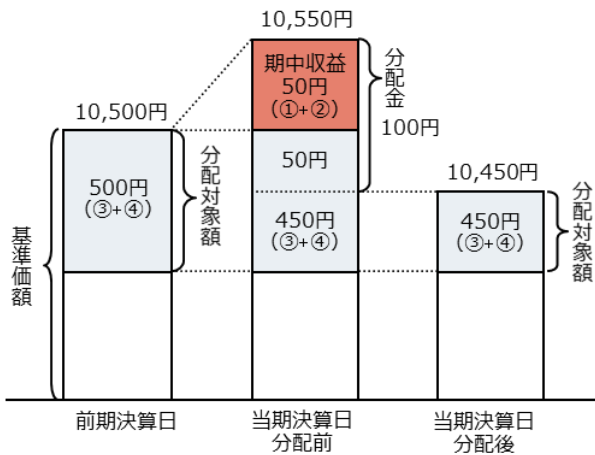 10,550円
期中収益
50円
(①+②)
分配金
100円
10,500円
500円
(③+④)
分配対象額
50円
450円
(③+④)
10,450円
450円
(③+④)
分配対象額
基準価額
前期決算日
当期決算日
分配前
当期決算日
分配後